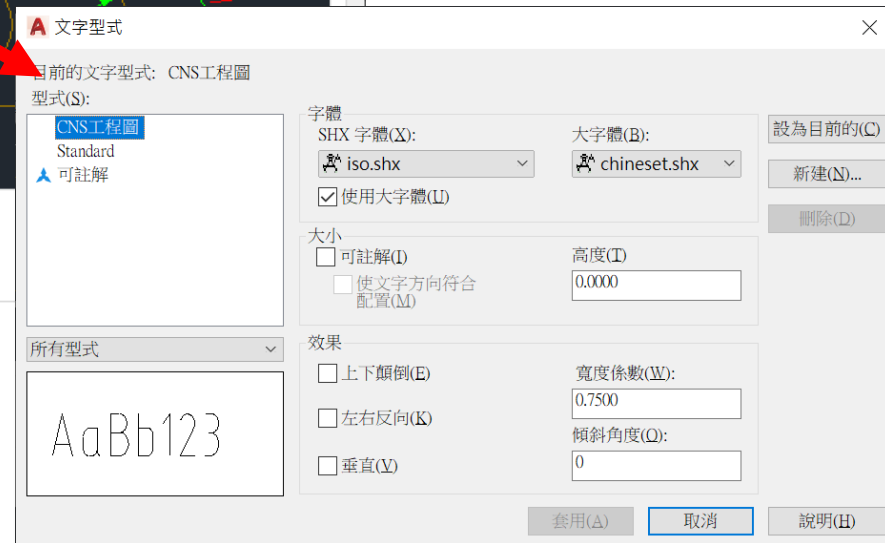 文字型式
目前的文字型式: CNS工程圖
型式(S):
CNS工程圖
Standard
可註解
所有型式
AaBb123
字體
SHX 字體(X):
iso.shx
大字體(B):
chineset.shx
使用大字體(U)
大小
可註解(I)
使文字方向符合
配置(M)
高度(T)
0.0000
效果
上下顛倒(E)
左右反向(K)
垂直(V)
寬度係數(W):
0.7500
傾斜角度(O):
0
設為目前的(C)
新建(N)...
刪除(D)
套用(A)
取消
說明(H)